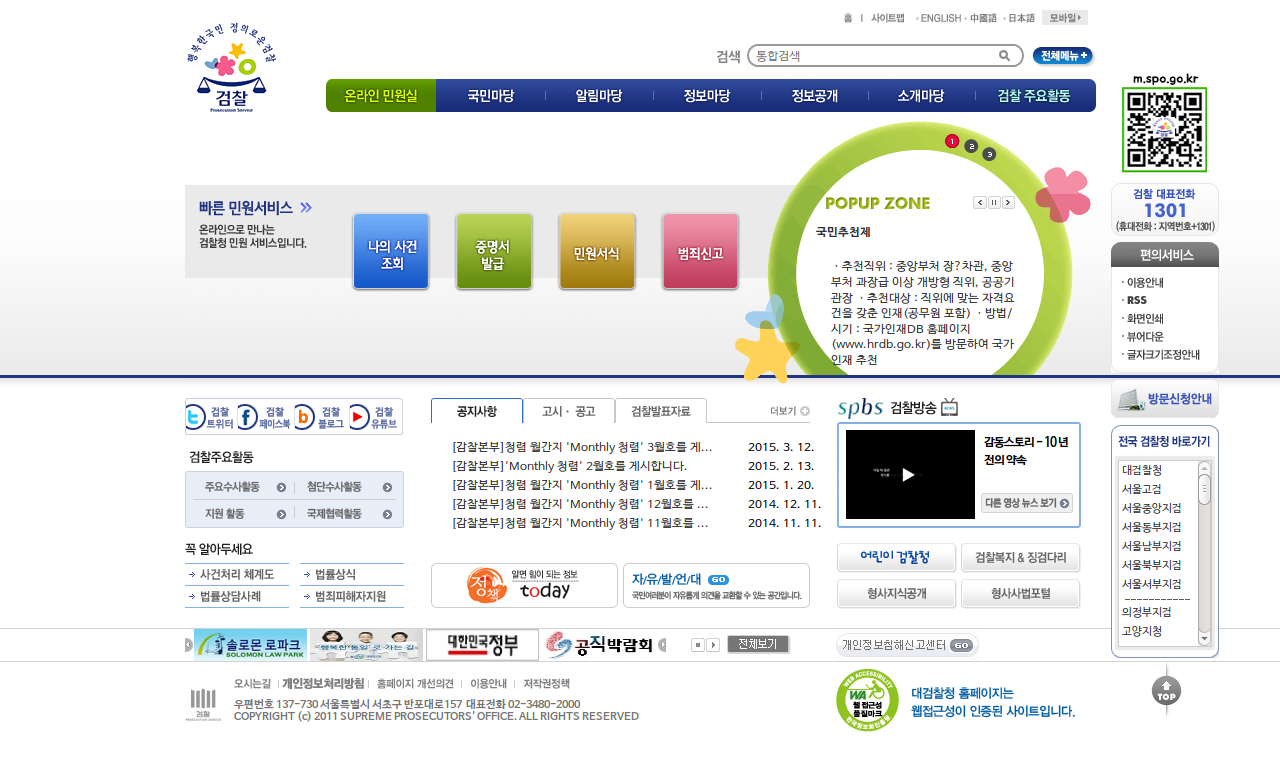 홈 | 사이트맵 ·ENGLISH ·中國語 ·日本語 모바일
행복한국민 정의로운검찰
검찰
Prosecution Service
검색 통합검색 전체메뉴 +
온라인 민원실 국민마당 알림마당 정보마당 정보공개 소개마당 검찰 주요활동
m.spo.go.kr
빠른 민원서비스
온라인으로 만나는
검찰청 민원 서비스입니다.
나의 사건
조회
증명서
발급
민원서식
범죄신고
1 2 3
POPUP ZONE
국민추천제
ㆍ추천직위 : 중앙부처 장?차관, 중앙
부처 과장급 이상 개방형 직위, 공공기
관장 ㆍ추천대상 : 직위에 맞는 자격요
건을 갖춘 인재(공무원 포함) ㆍ방법/
시기 : 국가인재DB 홈페이지
(www.hrdb.go.kr)를 방문하여 국가
인재 추천
검찰 대표전화
1301
(휴대전화 : 지역번호+1301)
편의서비스
· 이용안내
· RSS
· 화면인쇄
· 뷰어다운
· 글자크기조정안내
방문신청안내
검찰
트위터
검찰
페이스북
검찰
블로그
검찰
유튜브
검찰주요활동
주요수사활동 첨단수사활동
지원 활동 국제협력활동
꼭 알아두세요
사건처리 체계도 법률상식
법률상담사례 범죄피해자지원
공지사항 고시 · 공고 검찰발표자료 더보기
[감찰본부]청렴 월간지 'Monthly 청렴' 3월호를 게... 2015. 3. 12.
[감찰본부]'Monthly 청렴' 2월호를 게시합니다. 2015. 2. 13.
[감찰본부]청렴 월간지 'Monthly 청렴' 1월호를 게... 2015. 1. 20.
[감찰본부]청렴 월간지 'Monthly 청렴' 12월호를 ... 2014. 12. 11.
[감찰본부]청렴 월간지 'Monthly 청렴' 11월호를 ... 2014. 11. 11.
정책 알면 힘이 되는 정보
today
자/유/발/언/대 GO
국민여러분이 자유롭게 의견을 교환할 수 있는 공간입니다.
spbs 검찰방송 NEWS
감동스토리 - 10년
전의 약속
다른 영상 뉴스 보기
어린이 검찰청 검찰복지 & 징검다리
형사지식공개 형사사법포털
전국 검찰청 바로가기
대검찰청
서울고검
서울중앙지검
서울동부지검
서울남부지검
서울북부지검
서울서부지검
-----------
의정부지검
고양지청
솔로몬 로파크
SOLOMON LAW PARK
"행복한 통일"로 가는 길
대한민국정부
공직박람회
전체보기
개인정보침해신고센터 GO
오시는길 개인정보처리방침 홈페이지 개선의견 이용안내 저작권정책
검찰
PROSECUTION SERVICE
우편번호 137-730 서울특별시 서초구 반포대로157 대표전화 02-3480-2000
COPYRIGHT (c) 2011 SUPREME PROSECUTORS' OFFICE. ALL RIGHTS RESERVED
WEB ACCESSIBILITY
WA
웹 접근성
품질마크
한국정보화진흥원
대검찰청 홈페이지는
웹접근성이 인증된 사이트입니다.
TOP